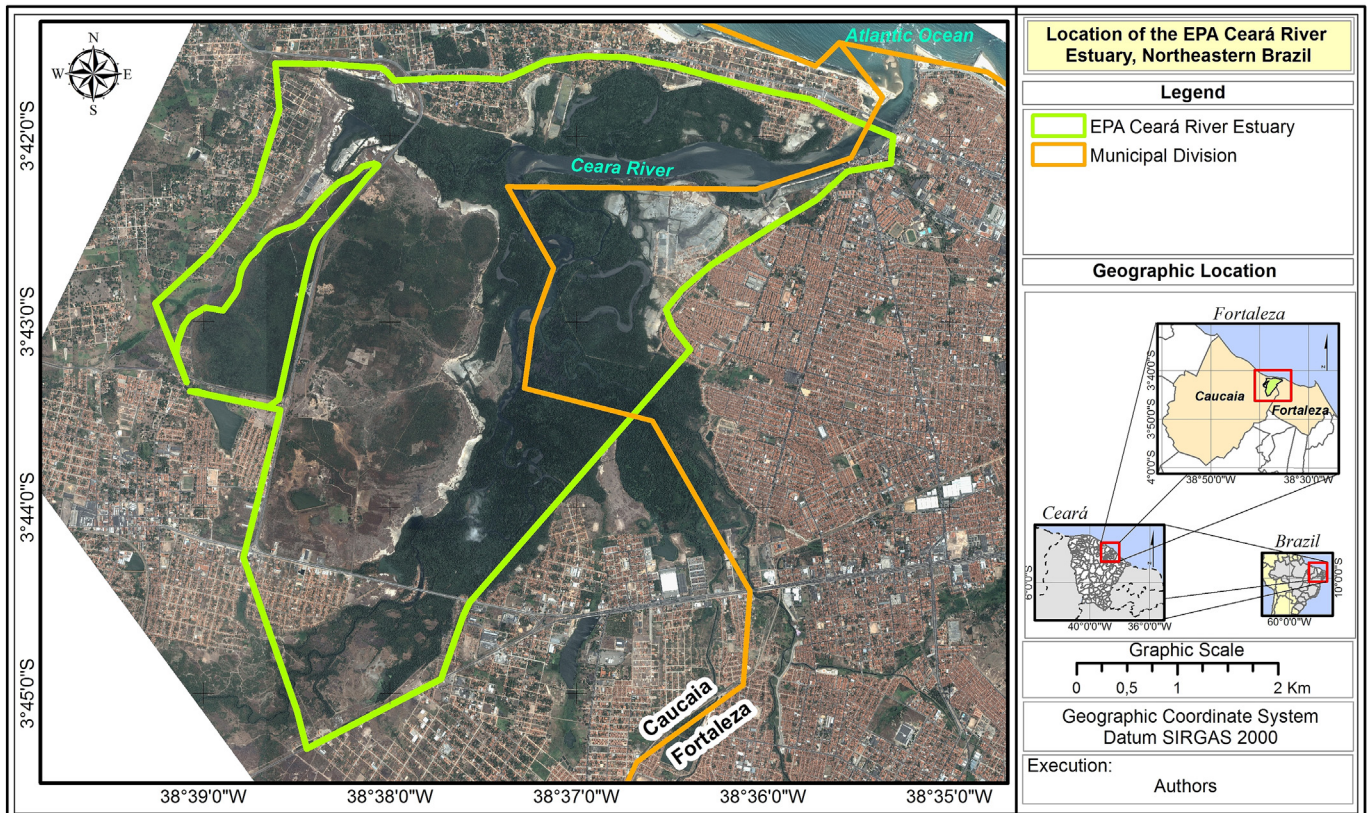 N
W E
S
Atlantic Ocean
Ceara River
Caucaia
Fortaleza
3°42'0"S
3°43'0"S
3°44'0"S
3°45'0"S
38°39'0"W
38°38'0"W
38°37'0"W
38°36'0"W
38°35'0"W
Location of the EPA Ceará River
Estuary, Northeastern Brazil
Legend
EPA Ceará River Estuary
Municipal Division
Geographic Location
Fortaleza
3°40'0"S
3°50'0"S
4°0'0"S
Caucaia
Fortaleza
z
38°50'0"W
38°30'0"W
Ceará
6°0'0"S
40°0'0"W
36°0'0"W
Brazil
10°0'0"S
60°0'0"W
Graphic Scale
0 0,5 1 2 Km
Geographic Coordinate System
Datum SIRGAS 2000
Execution:
Authors